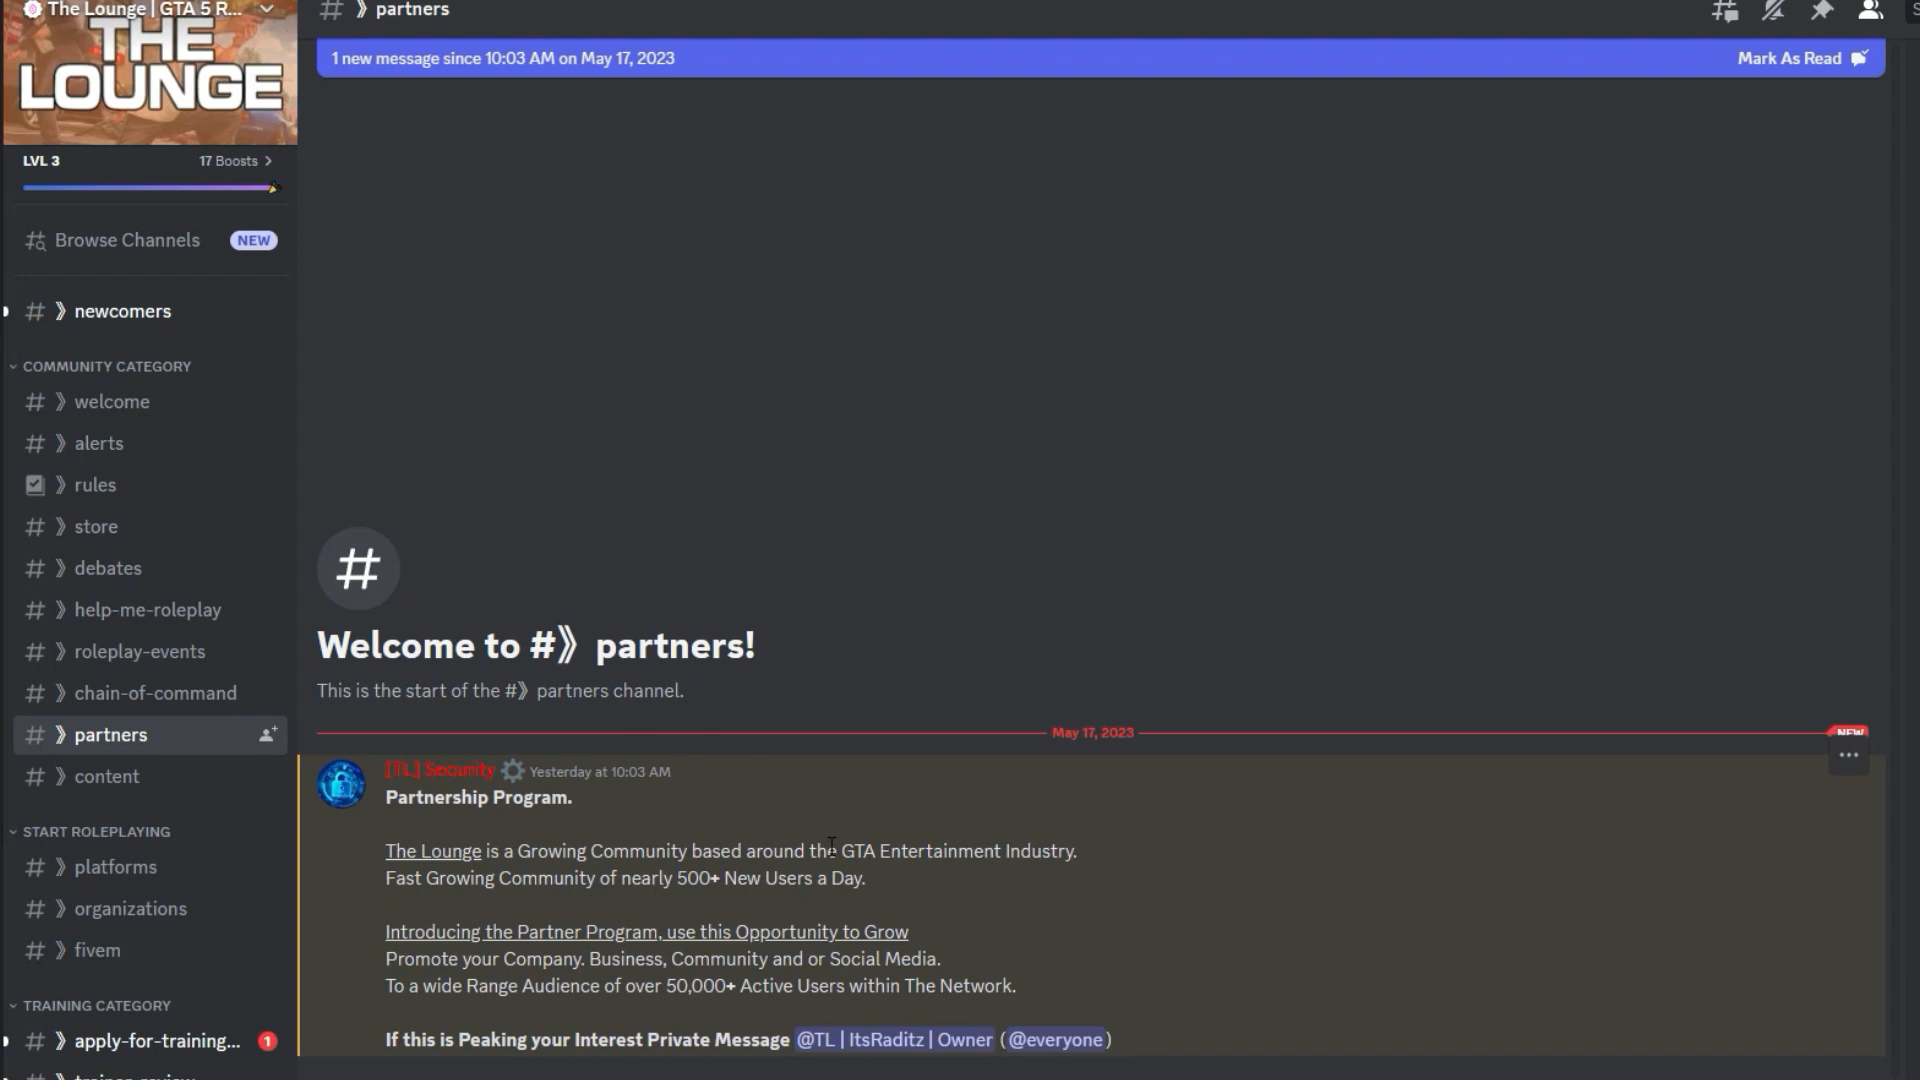 The Lounge | GTA 5 R...
THE
LOUNGE
LVL 3
17 Boosts
Browse Channels
NEW
# 》 newcomers
COMMUNITY CATEGORY
# 》 welcome
# 》 alerts
》 rules
# 》 store
# 》 debates
# 》 help-me-roleplay
# 》 roleplay-events
# 》 chain-of-command
# 》 partners
# 》 content
START ROLEPLAYING
# 》 platforms
# 》 organizations
# 》 fivem
TRAINING CATEGORY
# 》 apply-for-training... 1
# 》 partners
1 new message since 10:03 AM on May 17, 2023
Mark As Read
#
Welcome to #》 partners!
This is the start of the #》 partners channel.
May 17, 2023
NEW
[TL] Security Yesterday at 10:03 AM
Partnership Program.
The Lounge is a Growing Community based around the GTA Entertainment Industry.
Fast Growing Community of nearly 500+ New Users a Day.
Introducing the Partner Program, use this Opportunity to Grow
Promote your Company. Business, Community and or Social Media.
To a wide Range Audience of over 50,000+ Active Users within The Network.
If this is Peaking your Interest Private Message @TL | ItsRaditz | Owner ( @everyone )